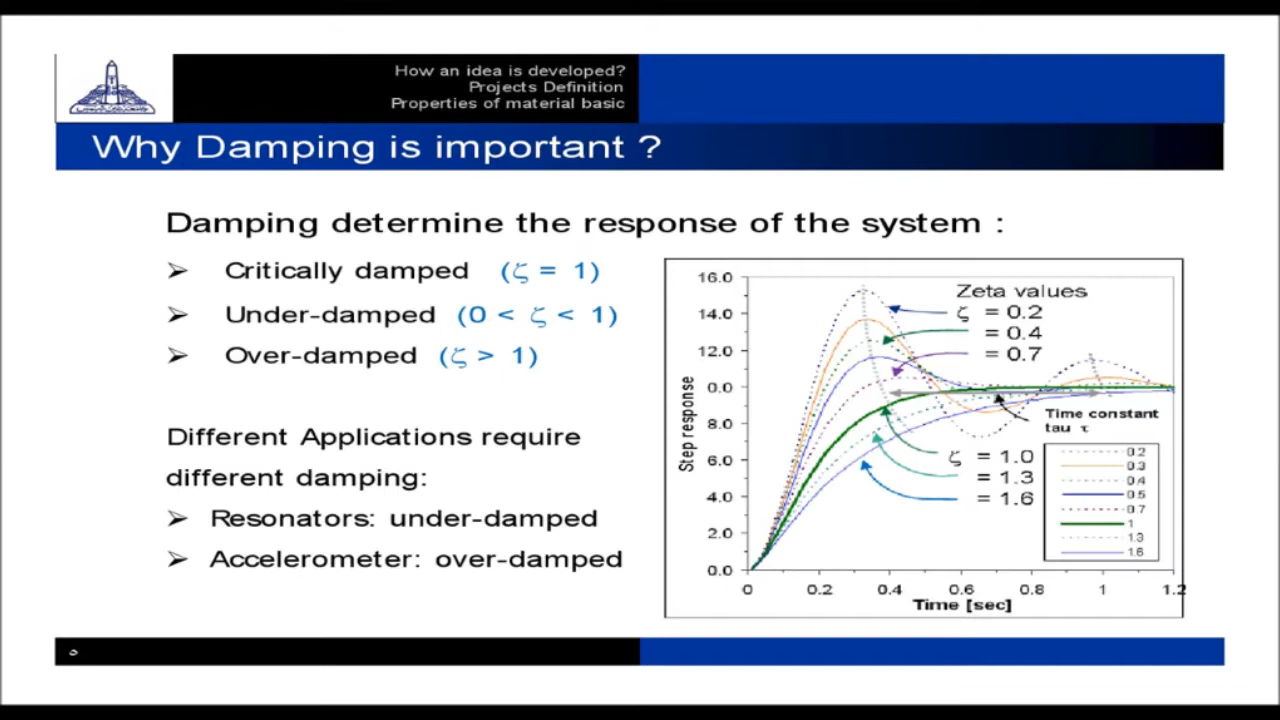 How an idea is developed?
Projects Definition
Properties of material basic
Why Damping is important ?
Damping determine the response of the system :
➢ Critically damped (ζ = 1)
➢ Under-damped (0 < ζ < 1)
➢ Over-damped (ζ > 1)
Different Applications require
different damping:
➢ Resonators: under-damped
➢ Accelerometer: over-damped
16.0
14.0
12.0
0.0
8.0
6.0
4.0
2.0
0.0
Step response
Zeta values
ζ = 0.2
= 0.4
= 0.7
Time constant
tau τ
ζ = 1.0
= 1.3
= 1.6
0.2
0.3
0.4
0.5
0.7
1
1.3
1.6
0 0.2 0.4 0.6 0.8 1 1.2
Time [sec]